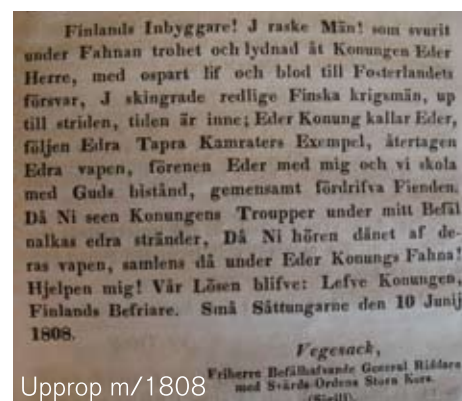 Finlands Inbyggare! J raske Män! som svurit
under Fahnan trohet och lydnad åt Konungen Eder
Herre, med ospart lif och blod till Fosterlandets
försvar, J skingrade redlige Finska krigsmän, up
till striden, tiden är inne; Eder Konung kallar Eder,
följen Edra Tapra Kamraters Exempel, återtagen
Edra vapen, förenen Eder med mig och vi skola
med Guds bistånd, gemensamt fördrifva Fienden.
Då Ni seen Konungens Troupper under mitt Befäl
nalkas edra stränder, Då Ni hören dånet af de-
ras vapen, samlens då under Eder Konungs Fahna!
Hjelpen mig! Vår Lösen blifve: Lefve Konungen,
Finlands Befriare. Små Såttungarne den 10 Junij
1808.
Vegesack,
Friherre Befälhafvande General Riddare
med Svärds-Ordens Stora Kors.
(Sigill)
Upprop m/1808